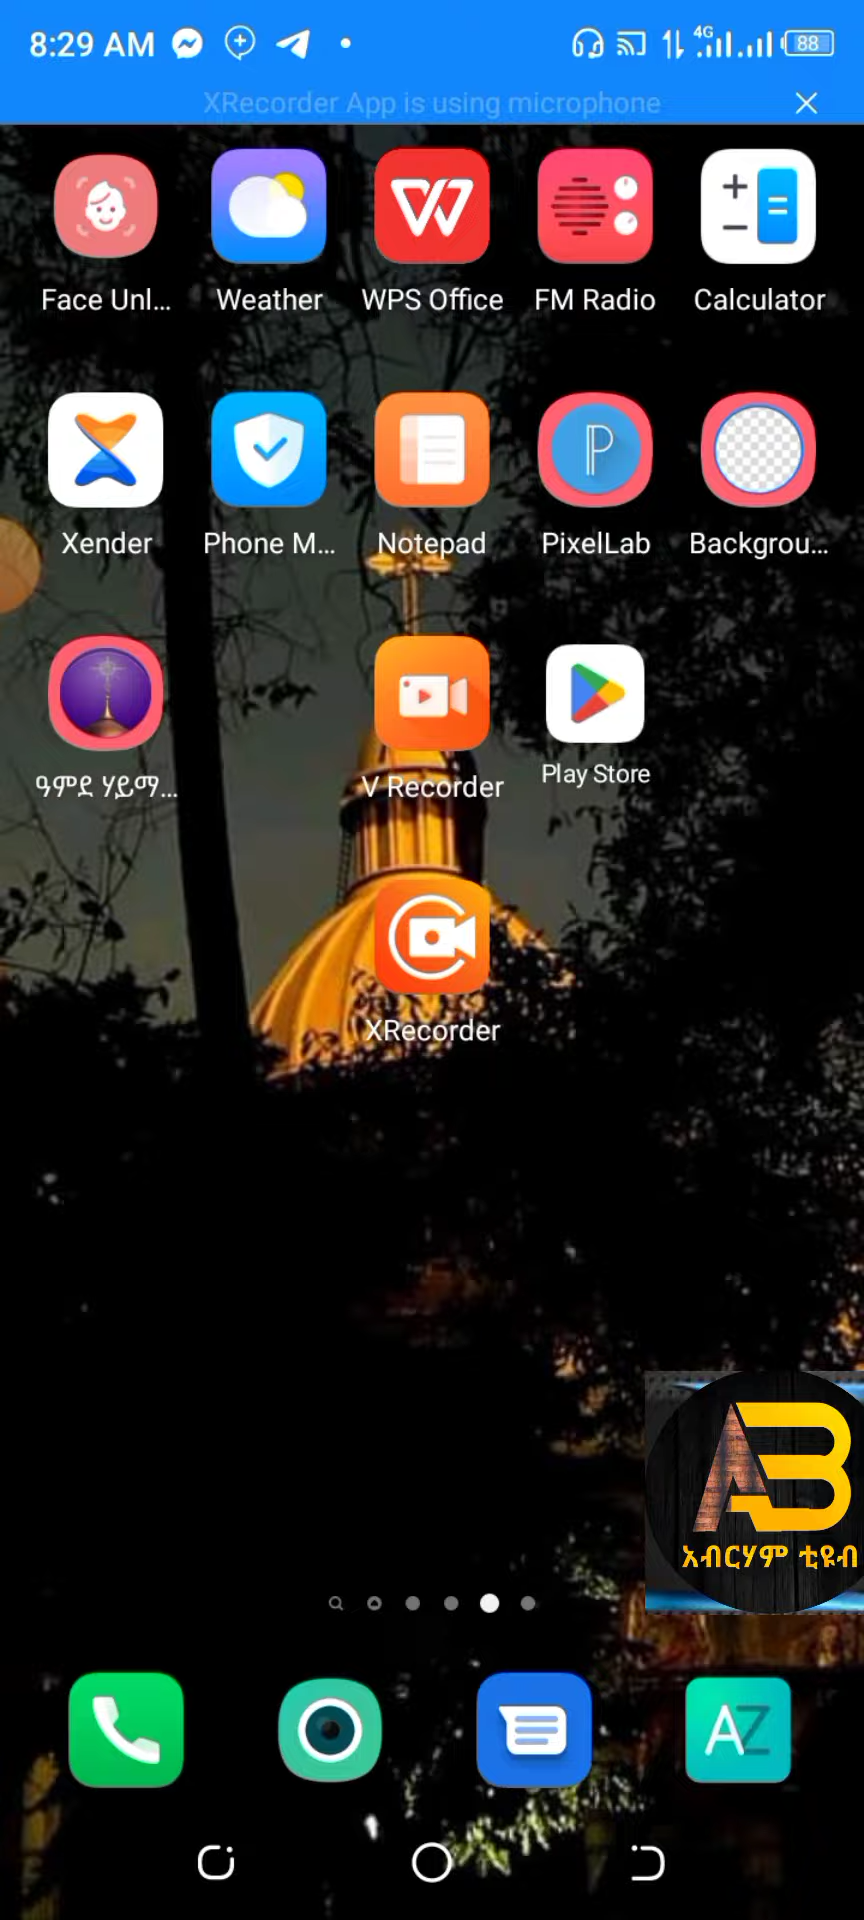 8:29 AM
4G
88
XRecorder App is using microphone
Face Unl...
Weather
WPS Office
FM Radio
Calculator
Xender
Phone M...
Notepad
PixelLab
Backgrou...
ዓምደ ሃይማ...
V Recorder
Play Store
XRecorder
AB
አብርሃም ቲዩብ
AZ